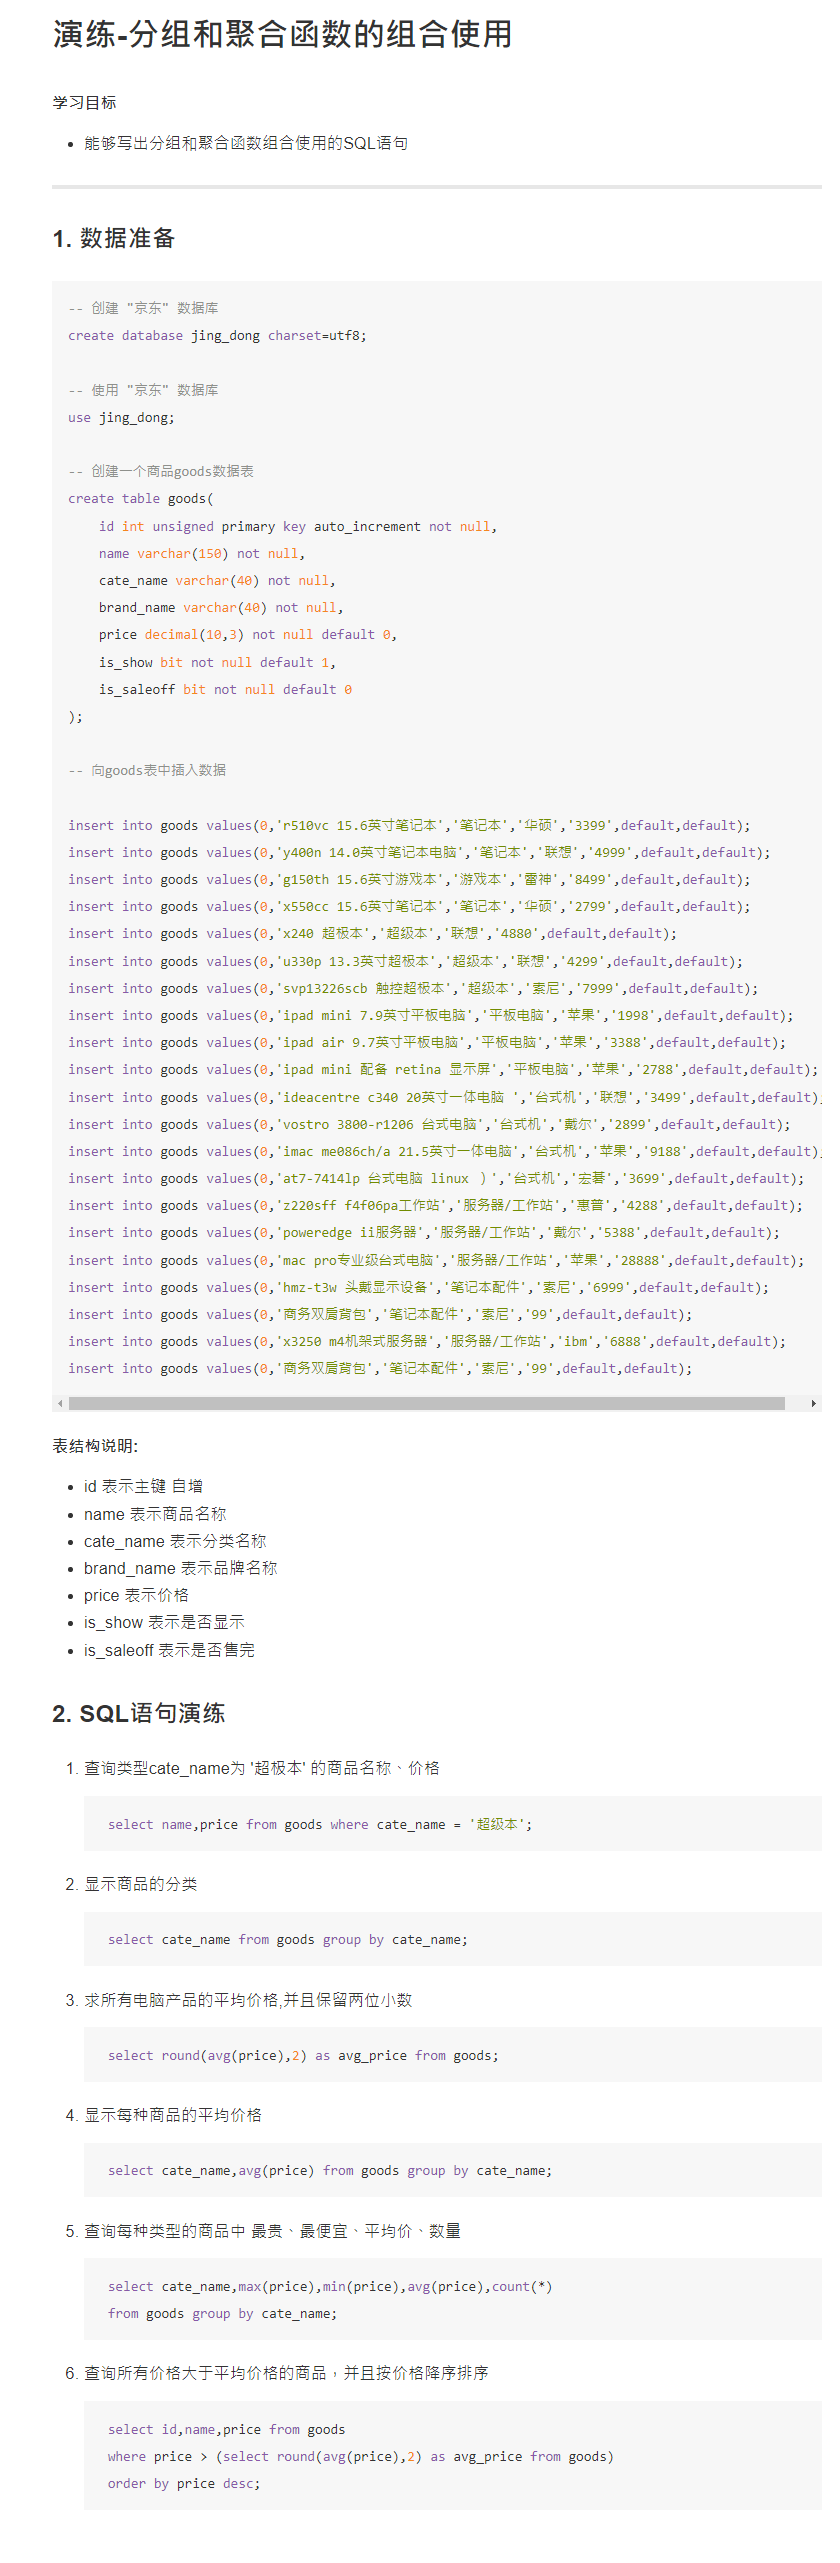 演练-分组和聚合函数的组合使用
学习目标
能够写出分组和聚合函数组合使用的SQL语句
1. 数据准备
-- 创建 "京东" 数据库
create database jing_dong charset=utf8;
-- 使用 "京东" 数据库
use jing_dong;
-- 创建一个商品goods数据表
create table goods(
id int unsigned primary key auto_increment not null,
name varchar(150) not null,
cate_name varchar(40) not null,
brand_name varchar(40) not null,
price decimal(10,3) not null default 0,
is_show bit not null default 1,
is_saleoff bit not null default 0
);
-- 向goods表中插入数据
insert into goods values(0,'r510vc 15.6英寸笔记本','笔记本','华硕','3399',default,default);
insert into goods values(0,'y400n 14.0英寸笔记本电脑','笔记本','联想','4999',default,default);
insert into goods values(0,'g150th 15.6英寸游戏本','游戏本','雷神','8499',default,default);
insert into goods values(0,'x550cc 15.6英寸笔记本','笔记本','华硕','2799',default,default);
insert into goods values(0,'x240 超极本','超级本','联想','4880',default,default);
insert into goods values(0,'u330p 13.3英寸超极本','超级本','联想','4299',default,default);
insert into goods values(0,'svp13226scb 触控超极本','超级本','索尼','7999',default,default);
insert into goods values(0,'ipad mini 7.9英寸平板电脑','平板电脑','苹果','1998',default,default);
insert into goods values(0,'ipad air 9.7英寸平板电脑','平板电脑','苹果','3388',default,default);
insert into goods values(0,'ipad mini 配备 retina 显示屏','平板电脑','苹果','2788',default,default);
insert into goods values(0,'ideacentre c340 20英寸一体电脑 ','台式机','联想','3499',default,default);
insert into goods values(0,'vostro 3800-r1206 台式电脑','台式机','戴尔','2899',default,default);
insert into goods values(0,'imac me086ch/a 21.5英寸一体电脑','台式机','苹果','9188',default,default);
insert into goods values(0,'at7-7414lp 台式电脑 linux ）','台式机','宏碁','3699',default,default);
insert into goods values(0,'z220sff f4f06pa工作站','服务器/工作站','惠普','4288',default,default);
insert into goods values(0,'poweredge ii服务器','服务器/工作站','戴尔','5388',default,default);
insert into goods values(0,'mac pro专业级台式电脑','服务器/工作站','苹果','28888',default,default);
insert into goods values(0,'hmz-t3w 头戴显示设备','笔记本配件','索尼','6999',default,default);
insert into goods values(0,'商务双肩背包','笔记本配件','索尼','99',default,default);
insert into goods values(0,'x3250 m4机架式服务器','服务器/工作站','ibm','6888',default,default);
insert into goods values(0,'商务双肩背包','笔记本配件','索尼','99',default,default);
表结构说明:
id 表示主键 自增
name 表示商品名称
cate_name 表示分类名称
brand_name 表示品牌名称
price 表示价格
is_show 表示是否显示
is_saleoff 表示是否售完
2. SQL语句演练
1. 查询类型cate_name为 '超极本' 的商品名称、价格
select name,price from goods where cate_name = '超级本';
2. 显示商品的分类
select cate_name from goods group by cate_name;
3. 求所有电脑产品的平均价格,并且保留两位小数
select round(avg(price),2) as avg_price from goods;
4. 显示每种商品的平均价格
select cate_name,avg(price) from goods group by cate_name;
5. 查询每种类型的商品中 最贵、最便宜、平均价、数量
select cate_name,max(price),min(price),avg(price),count(*)
from goods group by cate_name;
6. 查询所有价格大于平均价格的商品，并且按价格降序排序
select id,name,price from goods
where price > (select round(avg(price),2) as avg_price from goods)
order by price desc;